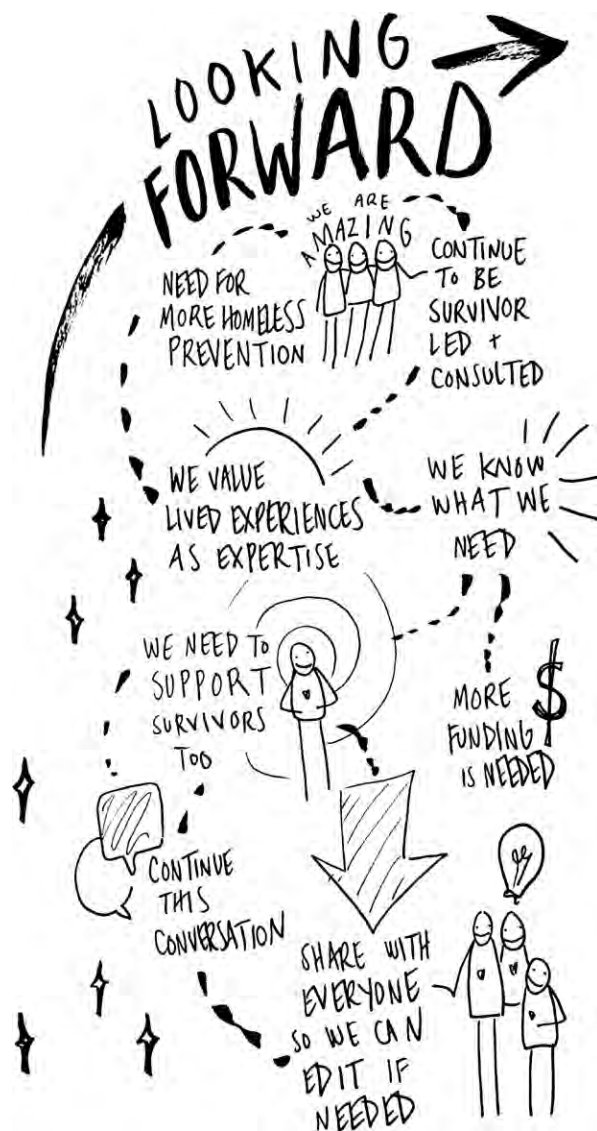 LOOKING
FORWARD
WE ARE
AMAZING
NEED FOR
MORE HOMELESS
PREVENTION
CONTINUE
TO BE
SURVIVOR
LED +
CONSULTED
WE VALUE
LIVED EXPERIENCES
AS EXPERTISE
WE KNOW
WHAT WE
NEED
WE NEED TO
SUPPORT
SURVIVORS
TOO
MORE
FUNDING
IS NEEDED
$
CONTINUE
THIS
CONVERSATION
SHARE WITH
EVERYONE
SO WE CAN
EDIT IF
NEEDED